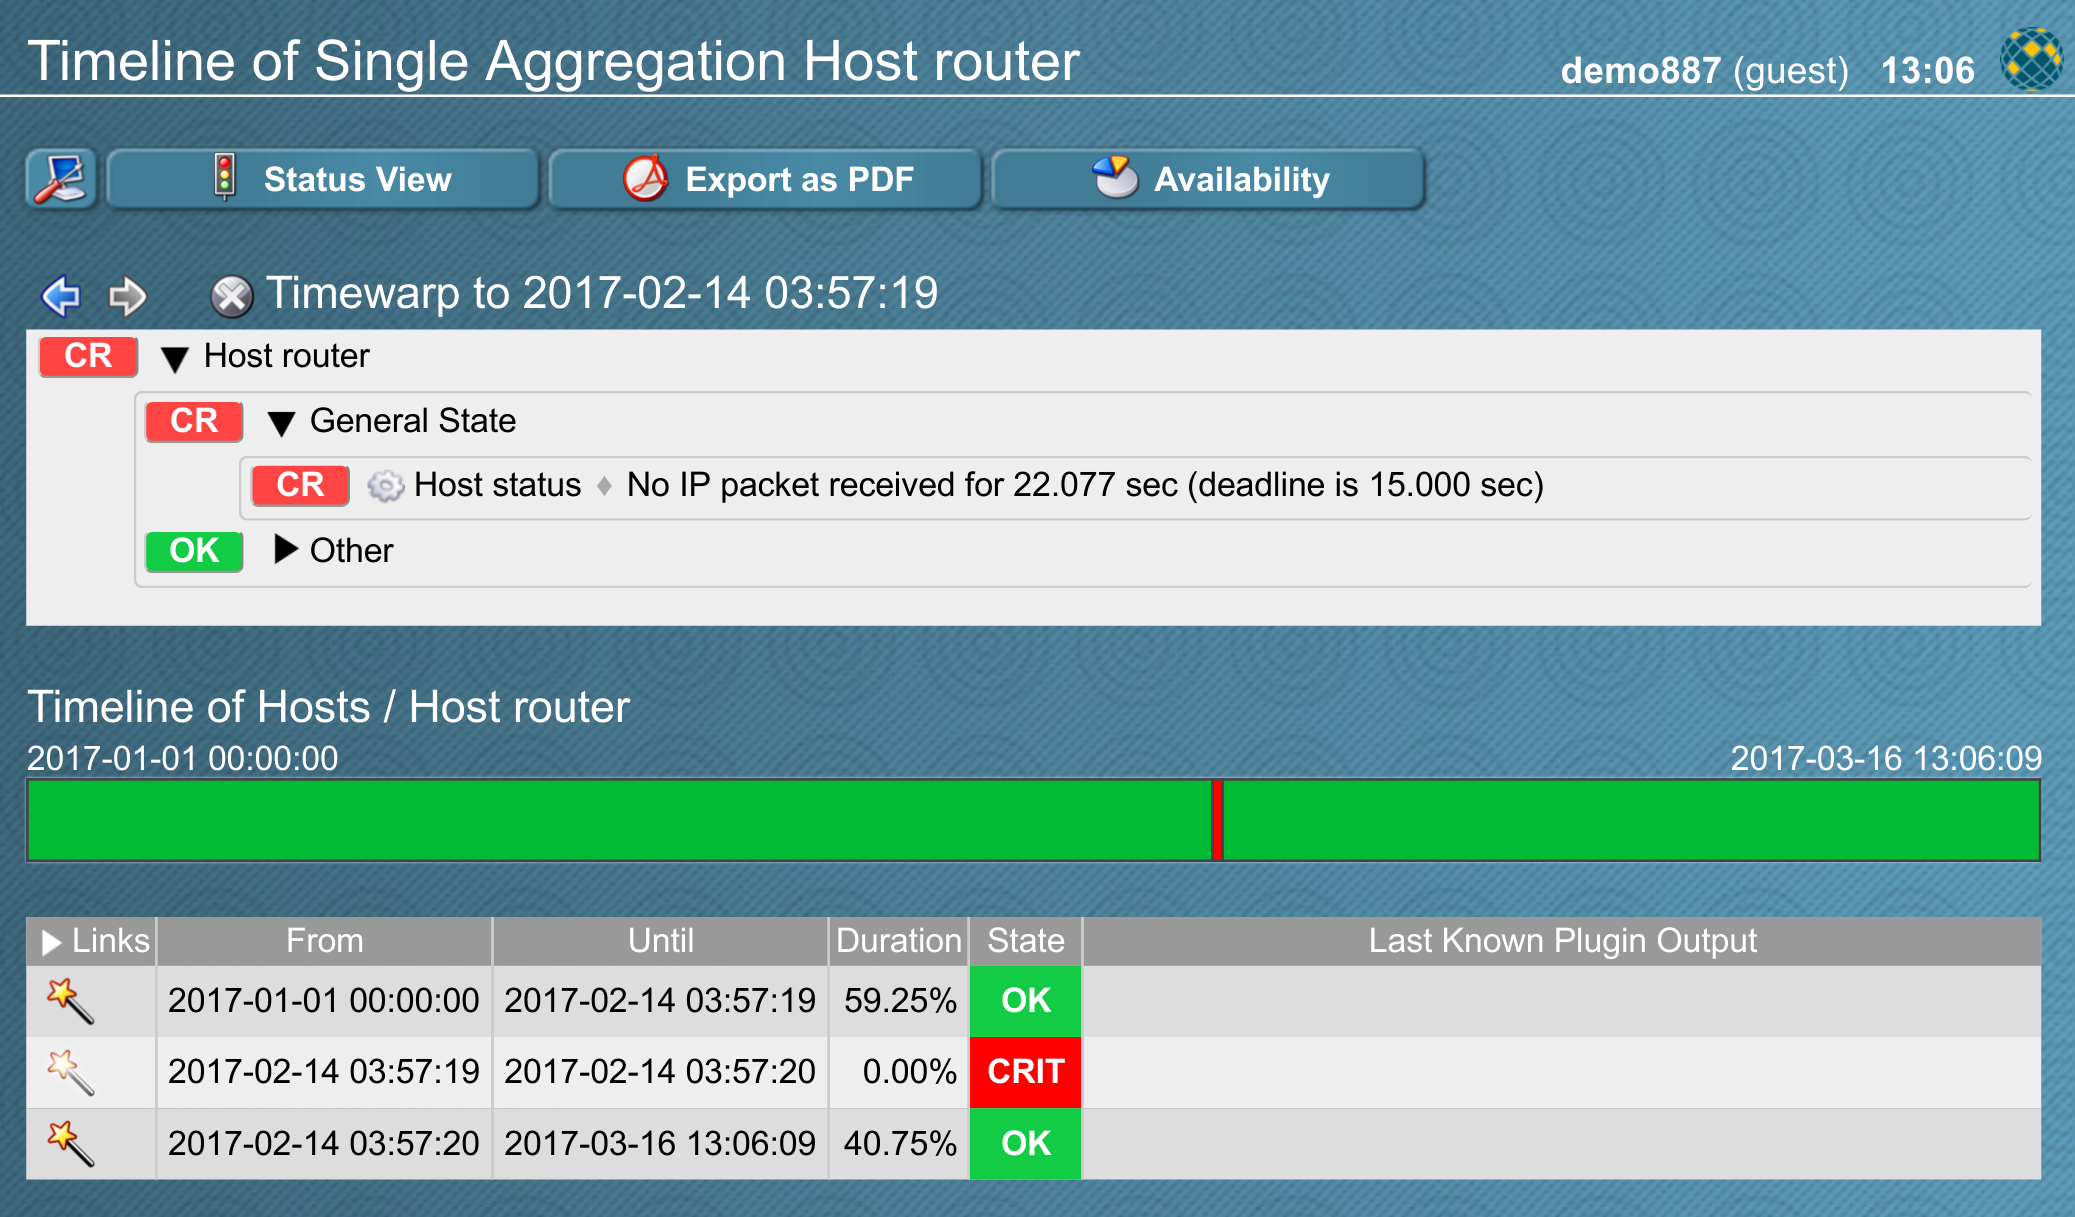 Timeline of Single Aggregation Host router
demo887 (guest) 13:06
Status View
Export as PDF
Availability
Timewarp to 2017-02-14 03:57:19
CR Host router
CR General State
CR Host status ♦ No IP packet received for 22.077 sec (deadline is 15.000 sec)
OK Other
Timeline of Hosts / Host router
2017-01-01 00:00:00 2017-03-16 13:06:09
Links From Until Duration State Last Known Plugin Output
2017-01-01 00:00:00 2017-02-14 03:57:19 59.25% OK
2017-02-14 03:57:19 2017-02-14 03:57:20 0.00% CRIT
2017-02-14 03:57:20 2017-03-16 13:06:09 40.75% OK